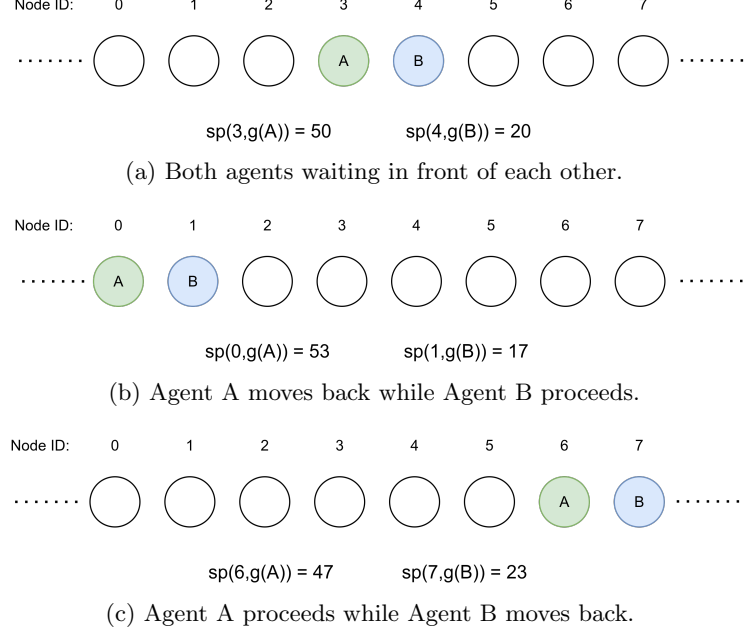 Node ID: 0 1 2 3 4 5 6 7
A B
sp(3,g(A)) = 50 sp(4,g(B)) = 20
(a) Both agents waiting in front of each other.
Node ID: 0 1 2 3 4 5 6 7
A B
sp(0,g(A)) = 53 sp(1,g(B)) = 17
(b) Agent A moves back while Agent B proceeds.
Node ID: 0 1 2 3 4 5 6 7
A B
sp(6,g(A)) = 47 sp(7,g(B)) = 23
(c) Agent A proceeds while Agent B moves back.